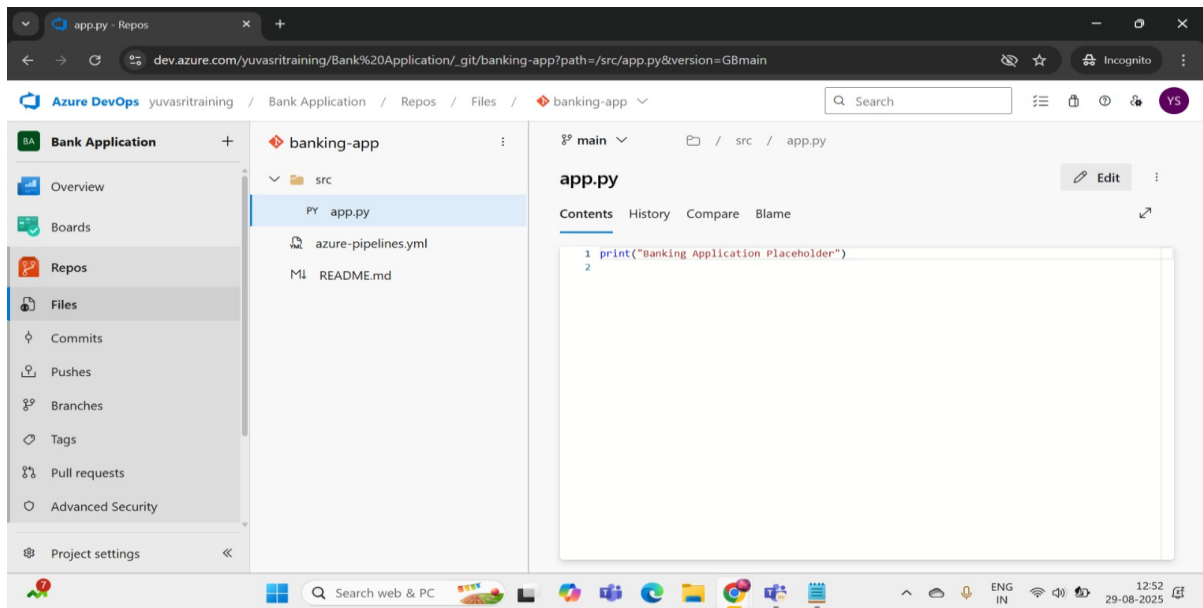 app.py - Repos
dev.azure.com/yuvasritraining/Bank%20Application/_git/banking-app?path=/src/app.py&version=GBmain
Incognito
Azure DevOps yuvasritraining / Bank Application / Repos / Files / banking-app
Search
YS
BA Bank Application
Overview
Boards
Repos
Files
Commits
Pushes
Branches
Tags
Pull requests
Advanced Security
Project settings
banking-app
src
PY app.py
YML azure-pipelines.yml
M↓ README.md
main / src / app.py
app.py
Edit
Contents History Compare Blame
1 print("Banking Application Placeholder")
2
7
Search web & PC
ENG
IN
12:52
29-08-2025